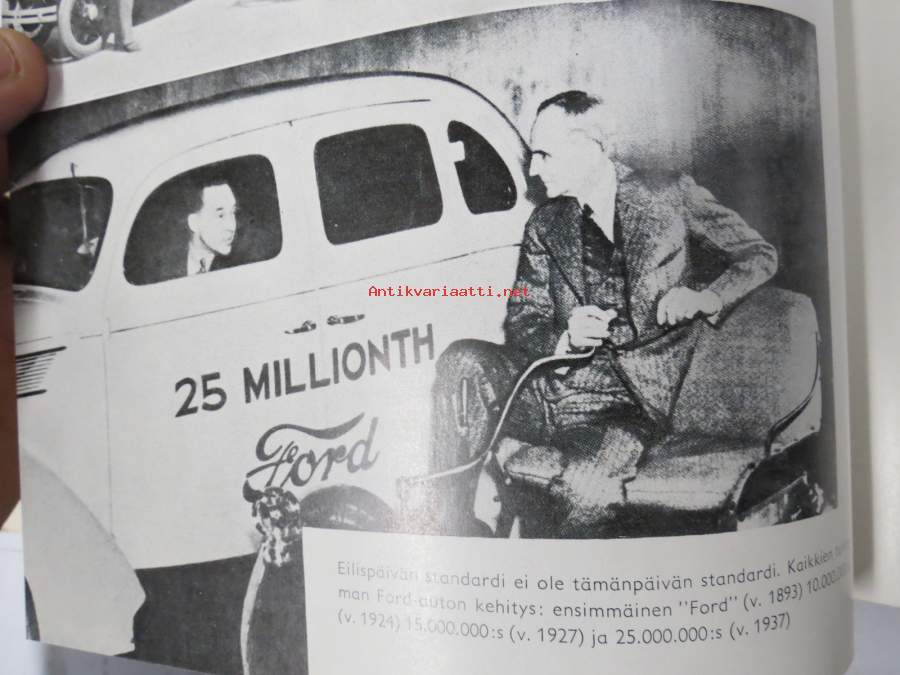 Antikvariaatti.net
25 MILLIONTH
Ford
Eilispäivän standardi ei ole tämänpäivän standardi. Kaikkien
man Ford-auton kehitys: ensimmäinen "Ford" (v. 1893)
(v. 1924) 15.000.000:s (v. 1927) ja 25.000.000:s (v. 1937)